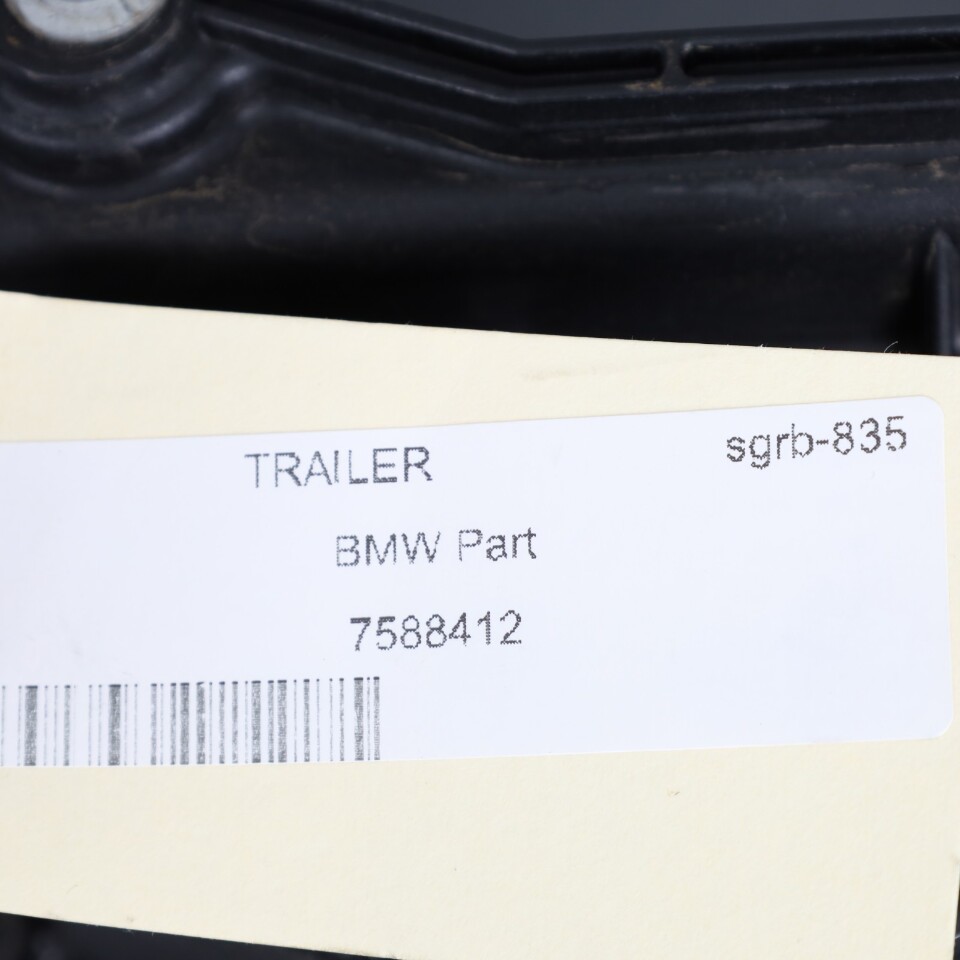 TRAILER sgrb-835
BMW Part
7588412